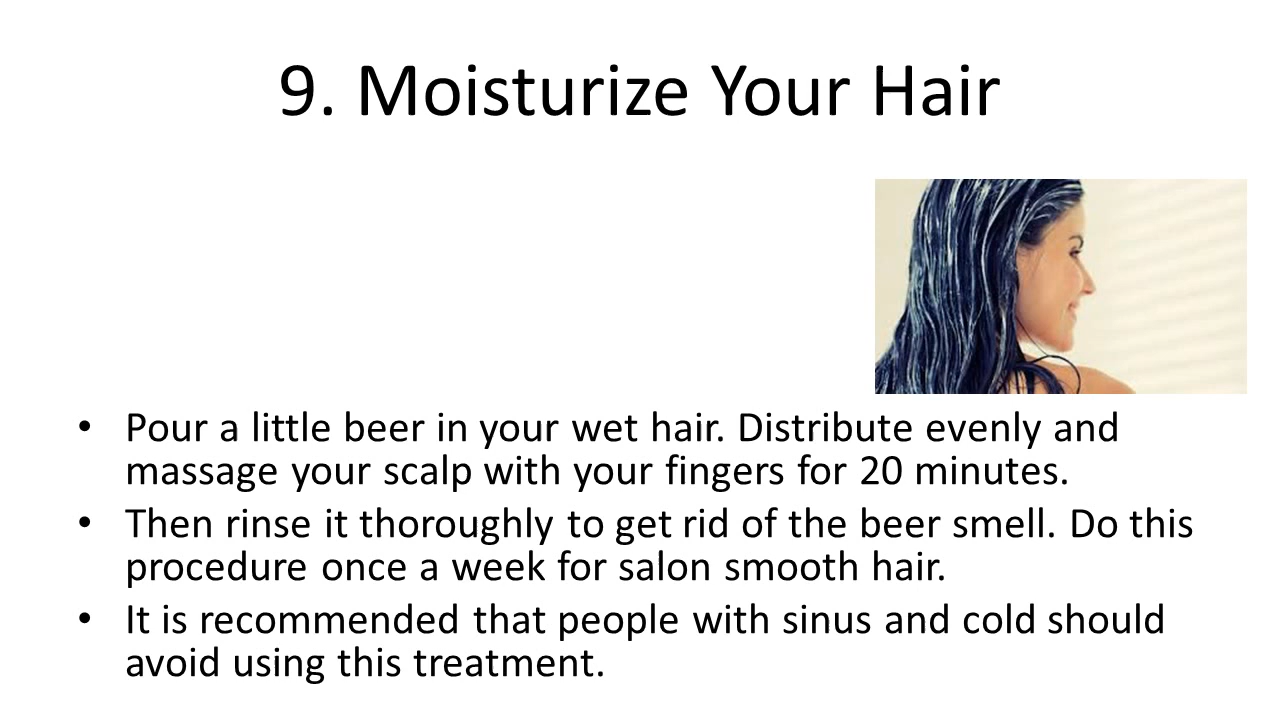 9. Moisturize Your Hair
• Pour a little beer in your wet hair. Distribute evenly and
massage your scalp with your fingers for 20 minutes.
• Then rinse it thoroughly to get rid of the beer smell. Do this
procedure once a week for salon smooth hair.
• It is recommended that people with sinus and cold should
avoid using this treatment.